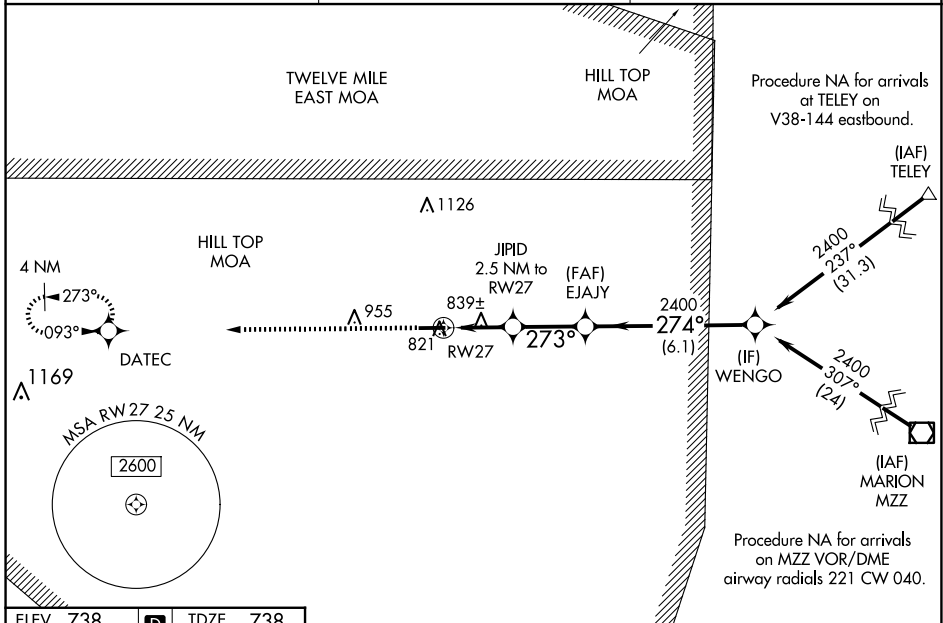 TWELVE MILE
EAST MOA
HILL TOP
MOA
Procedure NA for arrivals
at TELEY on
V38-144 eastbound.
(IAF)
TELEY
1126
2400
237°
(31.3)
HILL TOP
MOA
JIPID
2.5 NM to
RW27
(FAF)
EJAJY
4 NM
273°
093°
DATEC
955
839±
821
RW27
273°
2400
274°
(6.1)
(IF)
WENGO
2400
307°
(24)
1169
MSA RW 27 25 NM
2600
(IAF)
MARION
MZZ
Procedure NA for arrivals
on MZZ VOR/DME
airway radials 221 CW 040.
ELEV 738 D TDZE 738